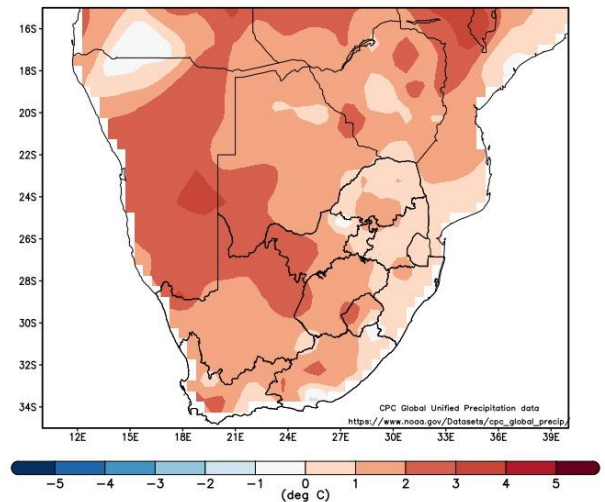 16S
18S
20S
22S
24S
26S
28S
30S
32S
34S
CPC Global Unified Precipitation data
https://www.noaa.gov/Datasets/cpc_global_precip/
12E 15E 18E 21E 24E 27E 30E 33E 36E 39E
-5 -4 -3 -2 -1 0 1 2 3 4 5
(deg C)